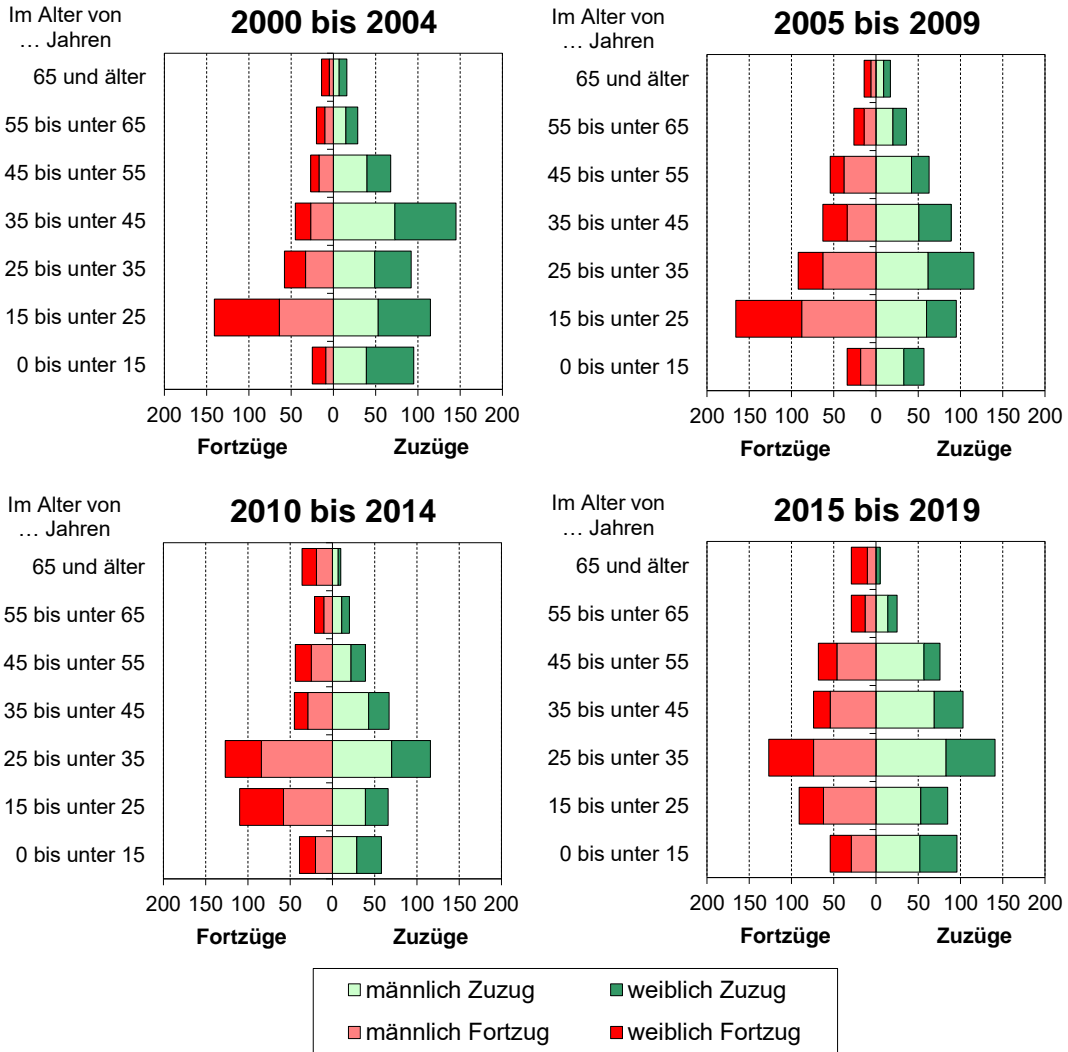 Im Alter von
… Jahren
2000 bis 2004
65 und älter
55 bis unter 65
45 bis unter 55
35 bis unter 45
25 bis unter 35
15 bis unter 25
0 bis unter 15
200 150 100 50 0 50 100 150 200
Fortzüge Zuzüge
Im Alter von
… Jahren
2005 bis 2009
65 und älter
55 bis unter 65
45 bis unter 55
35 bis unter 45
25 bis unter 35
15 bis unter 25
0 bis unter 15
200 150 100 50 0 50 100 150 200
Fortzüge Zuzüge
Im Alter von
… Jahren
2010 bis 2014
65 und älter
55 bis unter 65
45 bis unter 55
35 bis unter 45
25 bis unter 35
15 bis unter 25
0 bis unter 15
200 150 100 50 0 50 100 150 200
Fortzüge Zuzüge
Im Alter von
… Jahren
2015 bis 2019
65 und älter
55 bis unter 65
45 bis unter 55
35 bis unter 45
25 bis unter 35
15 bis unter 25
0 bis unter 15
200 150 100 50 0 50 100 150 200
Fortzüge Zuzüge
männlich Zuzug weiblich Zuzug
männlich Fortzug weiblich Fortzug